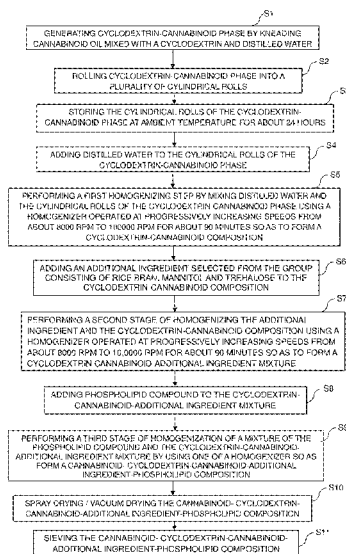 S1
GENERATING CYCLODEXTRIN-CANNABINOID PHASE BY KNEADING
CANNABINOID OIL MIXED WITH A CYCLODEXTRIN AND DISTILLED WATER
S2
ROLLING CYCLODEXTRIN-CANNABINOID PHASE INTO A
PLURALITY OF CYLINDRICAL ROLLS
STORING THE CYLINDRICAL ROLLS OF THE CYCLODEXTRIN-
CANNABINOID PHASE AT AMBIENT TEMPERATURE FOR ABOUT 24 HOURS
S4
ADDING DISTILLED WATER TO THE CYLINDRICAL ROLLS OF THE
CYCLODEXTRIN-CANNABINOID PHASE
S5
PERFORMING A FIRST HOMOGENIZING STEP BY MIXING DISTILLED WATER AND
THE CYLINDRICAL ROLLS OF THE CYCLODEXTRIN CANNABINOID PHASE USING A
HOMOGENIZER OPERATED AT PROGRESSIVELY INCREASING SPEEDS FROM
ABOUT 8000 RPM TO RPM FOR ABOUT 90 MINUTES SO AS TO FORM A
CYCLODEXTRIN-CANNABINOID COMPOSITION
S6
ADDING AN ADDITIONAL INGREDIENT SELECTED FROM THE GROUP
CONSISTING OF RICE BRAN, MANNITOL AND TREHALOSE TO THE
CYCLODEXTRIN CANNABINOID COMPOSITION
S7
PERFORMING A SECOND STAGE OF HOMOGENIZING THE ADDITIONAL
INGREDIENT AND THE CYCLODEXTRIN-CANNABINOID COMPOSITION USING A
HOMOGENIZER OPERATED AT PROGRESSIVELY INCREASING SPEEDS FROM
ABOUT 8000 RPM TO RPM FOR ABOUT 90 MINUTES SO AS TO FORM A
CYCLODEXTRIN CANNABINOID ADDITIONAL INGREDIENT MIXTURE
S8
ADDING PHOSPHOLIPID COMPOUND TO THE CYCLODEXTRIN-
CANNABINOID-ADDITIONAL INGREDIENT MIXTURE
PERFORMING A THIRD STAGE OF HOMOGENIZATION OF A MIXTURE OF THE
PHOSPHOLIPID COMPOUND AND THE CYCLODEXTRIN-CANNABINOID-
ADDITIONAL INGREDIENT MIXTURE BY USING ONE OF A HOMOGENIZER SO AS
FORM A CANNABINOID- CYCLODEXTRIN-CANNABINOID-ADDITIONAL
INGREDIENT-PHOSPHOLIPID COMPOSITION
S10
SPRAY DRYING / VACUUM DRYING THE CANNABINOID- CYCLODEXTRIN-
CANNABINOID-ADDITIONAL INGREDIENT-PHOSPHOLIPID COMPOSITION
S11
SIEVING THE CANNABINOID- CYCLODEXTRIN-CANNABINOID-
ADDITIONAL INGREDIENT-PHOSPHOLIPID COMPOSITION